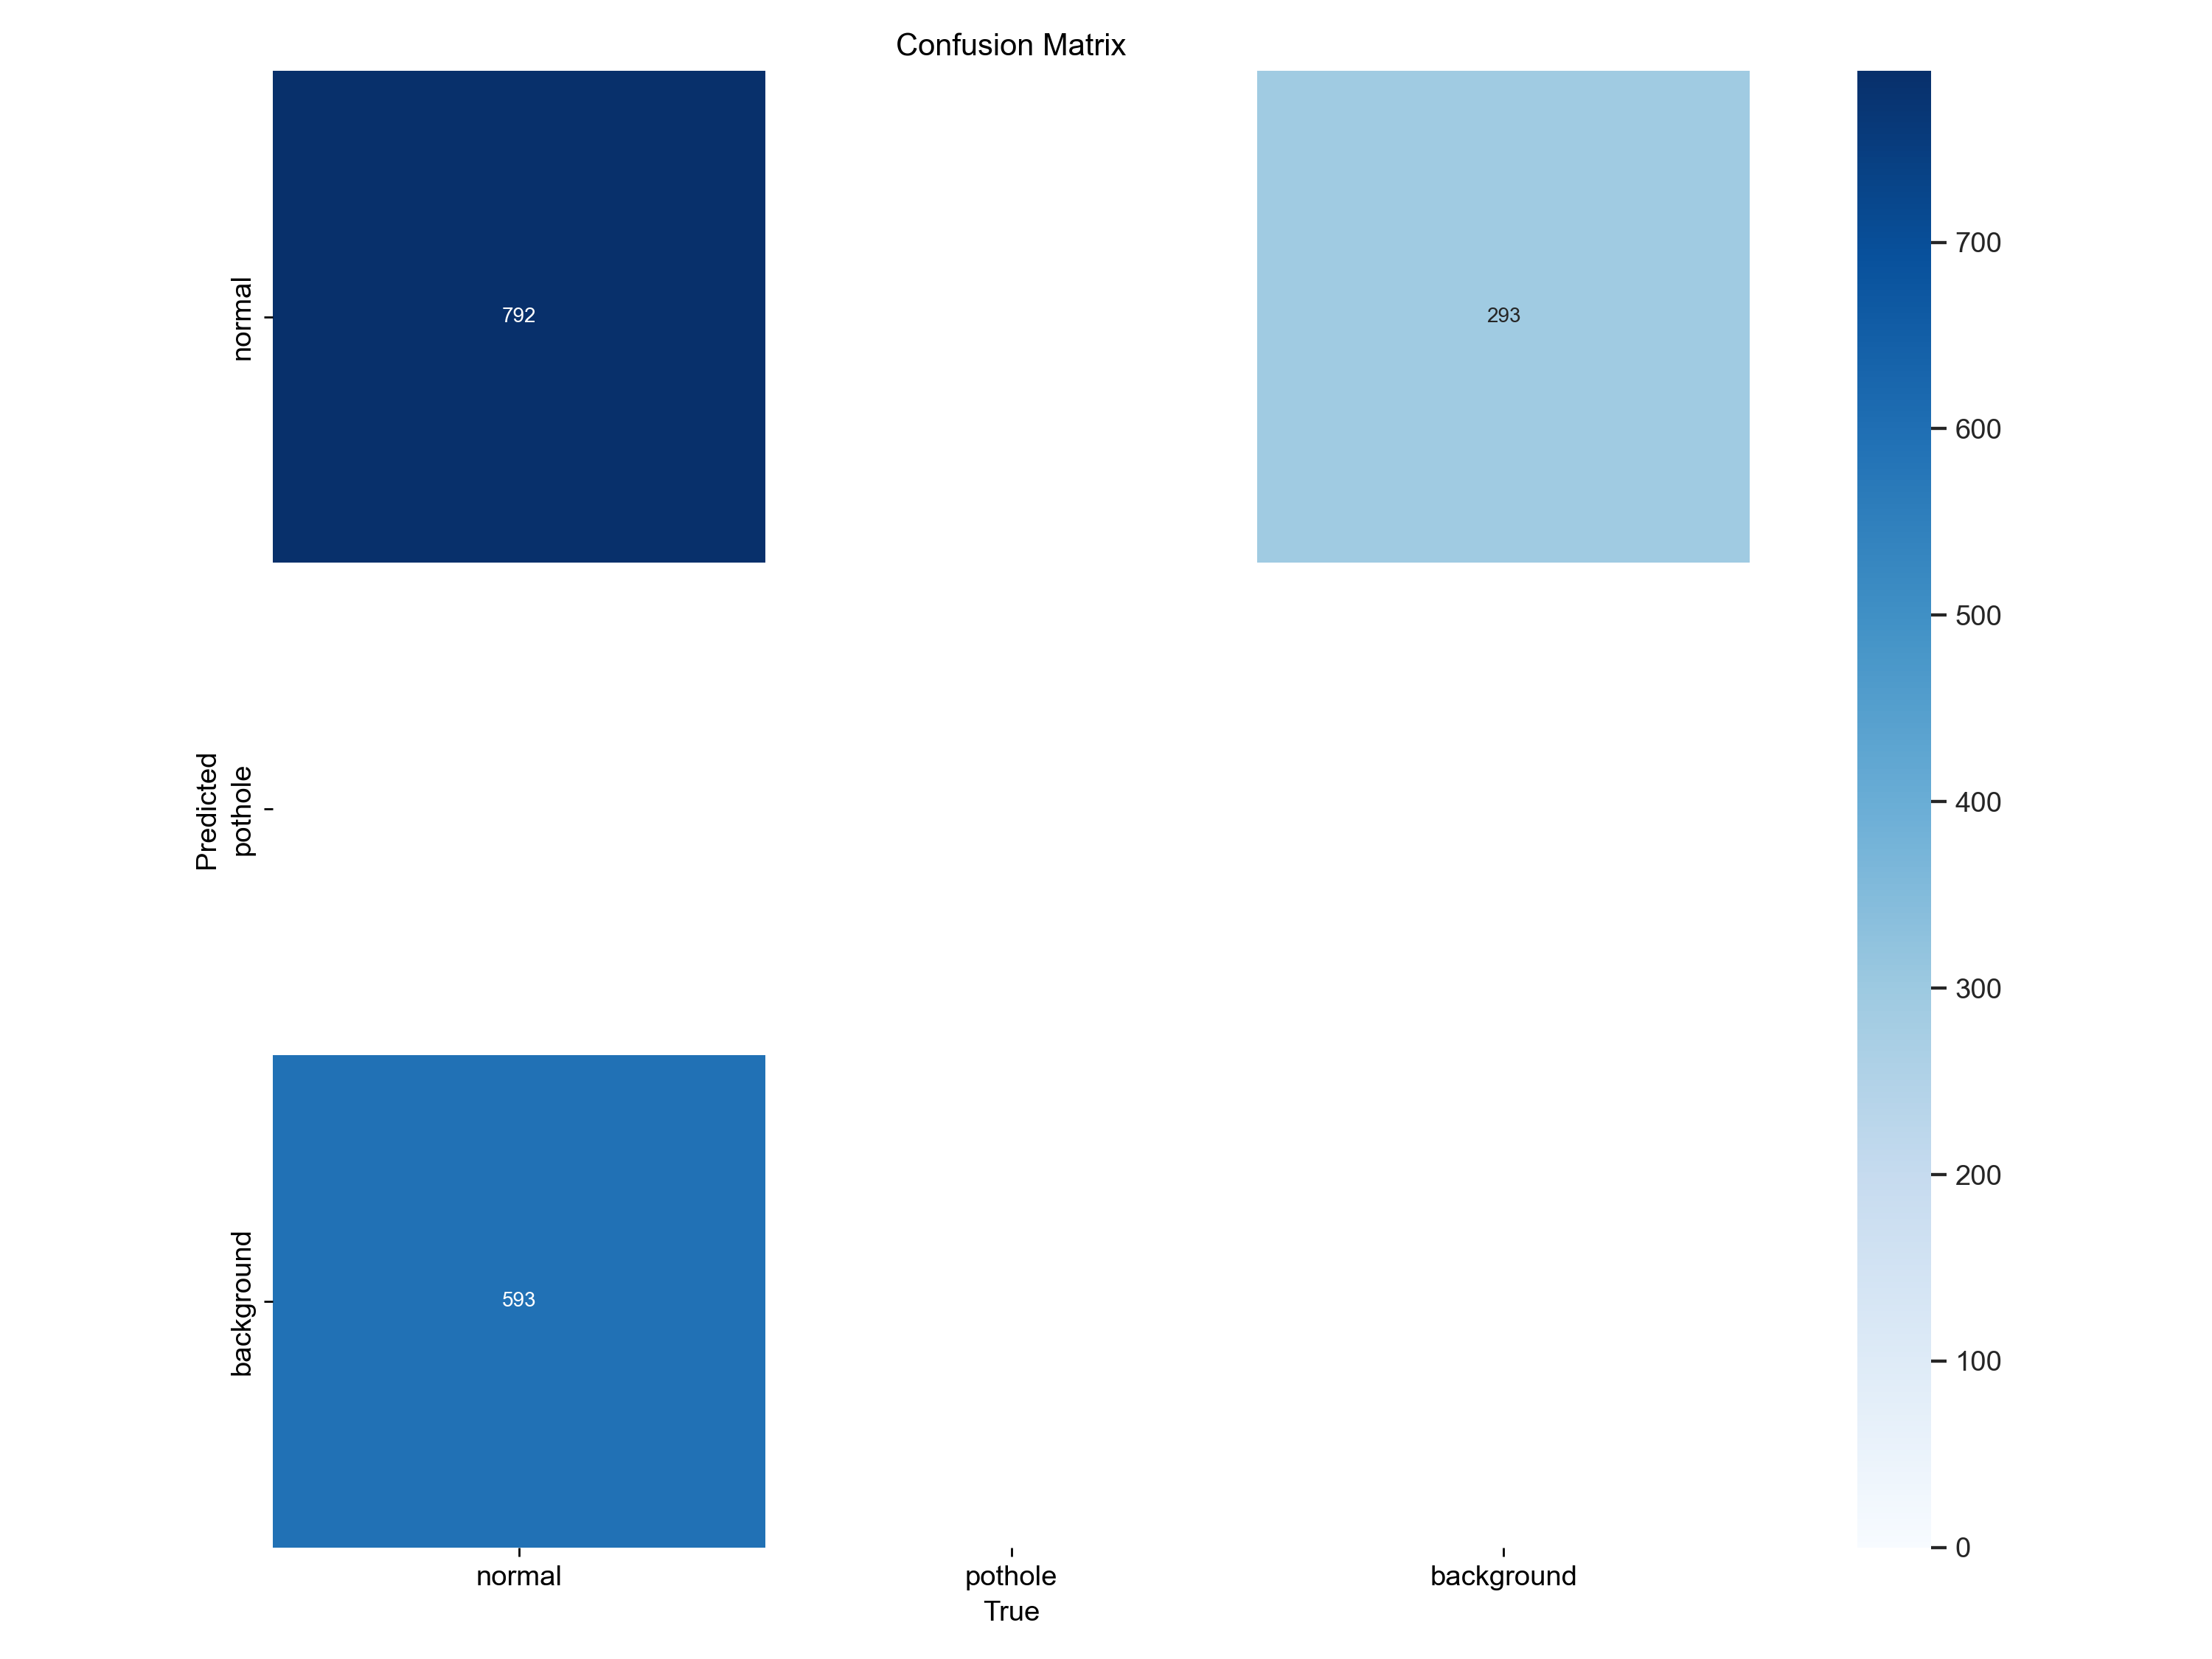 Confusion Matrix
normal
792
293
700
600
500
400
300
200
100
0
Predicted
pothole
background
593
normal
pothole
background
True